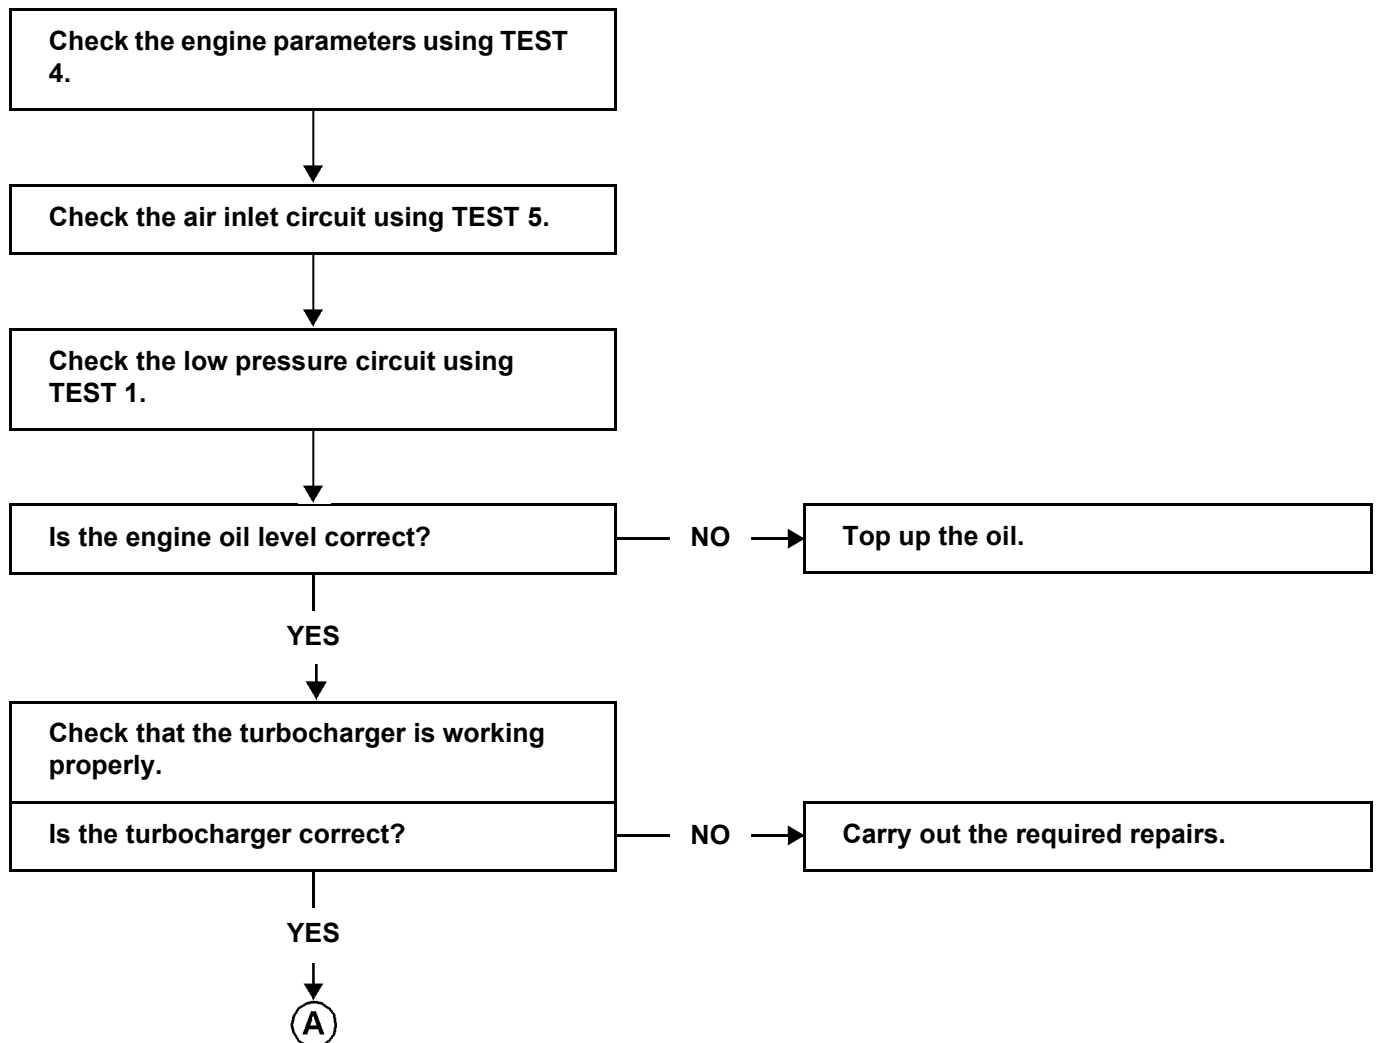 Check the engine parameters using TEST
4.
Check the air inlet circuit using TEST 5.
Check the low pressure circuit using
TEST 1.
Is the engine oil level correct?
NO
Top up the oil.
YES
Check that the turbocharger is working
properly.
Is the turbocharger correct?
NO
Carry out the required repairs.
YES
A